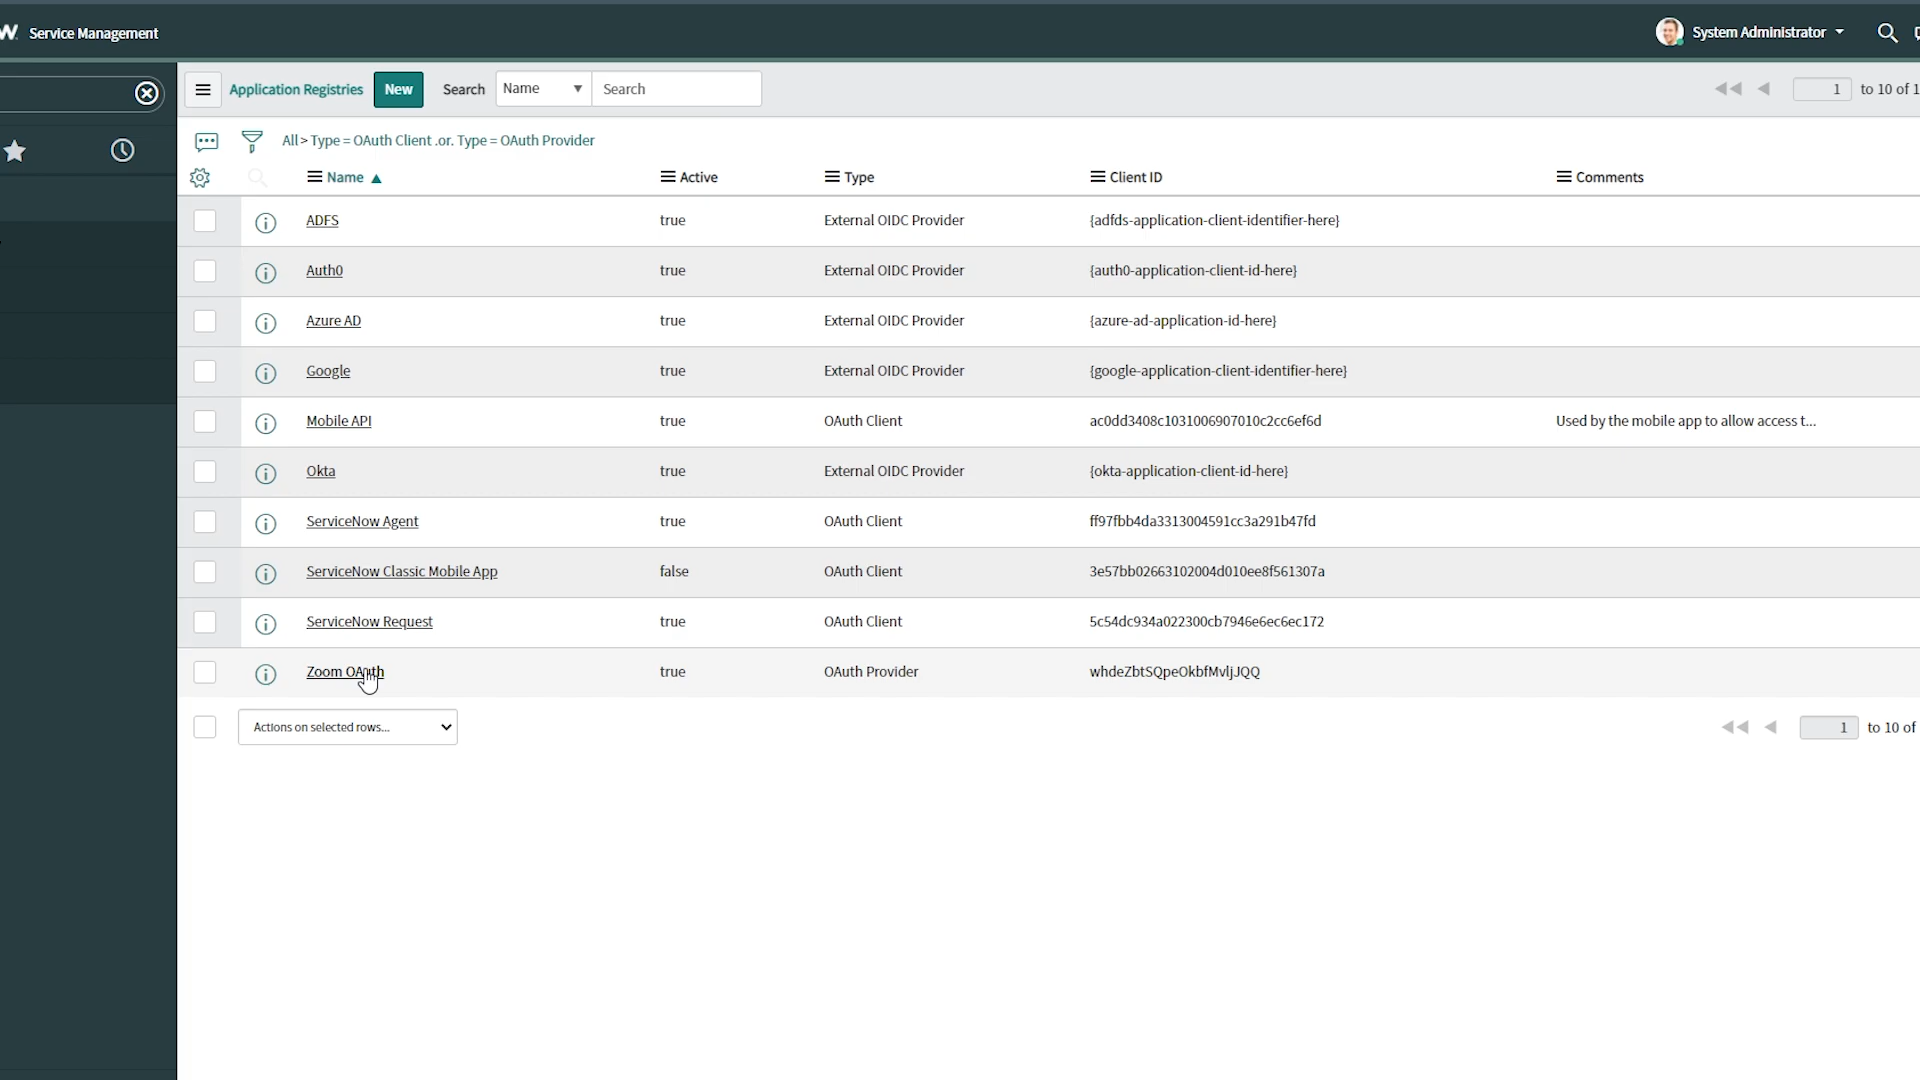 W. Service Management
System Administrator
Application Registries New Search Name Search 1 to 10 of 1
All > Type = OAuth Client .or. Type = OAuth Provider
Name Active Type Client ID Comments
ADFS true External OIDC Provider {adfds-application-client-identifier-here}
Auth0 true External OIDC Provider {auth0-application-client-id-here}
Azure AD true External OIDC Provider {azure-ad-application-id-here}
Google true External OIDC Provider {google-application-client-identifier-here}
Mobile API true OAuth Client ac0dd3408c1031006907010c2cc6ef6d Used by the mobile app to allow access t...
Okta true External OIDC Provider {okta-application-client-id-here}
ServiceNow Agent true OAuth Client ff97fbb4da3313004591cc3a291b47fd
ServiceNow Classic Mobile App false OAuth Client 3e57bb02663102004d010ee8f561307a
ServiceNow Request true OAuth Client 5c54dc934a022300cb7946e6ec6ec172
Zoom OAuth true OAuth Provider whdeZbtSQpeOkbfMvljJQQ
Actions on selected rows... 1 to 10 of